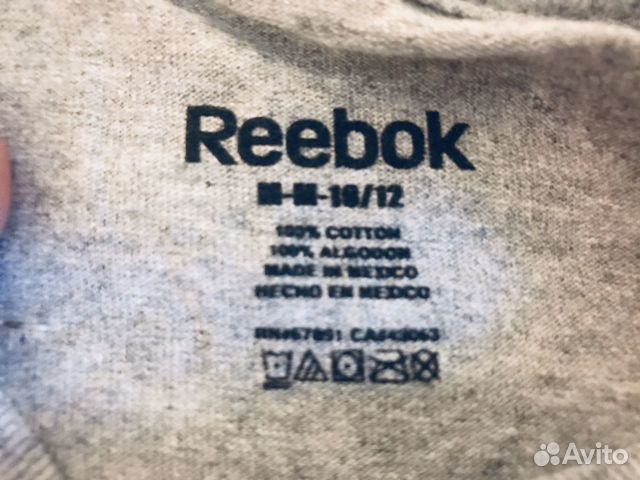 Reebok
M-M-10/12
100% COTTON
100% ALGODON
MADE IN MEXICO
HECHO EN MEXICO
Avito